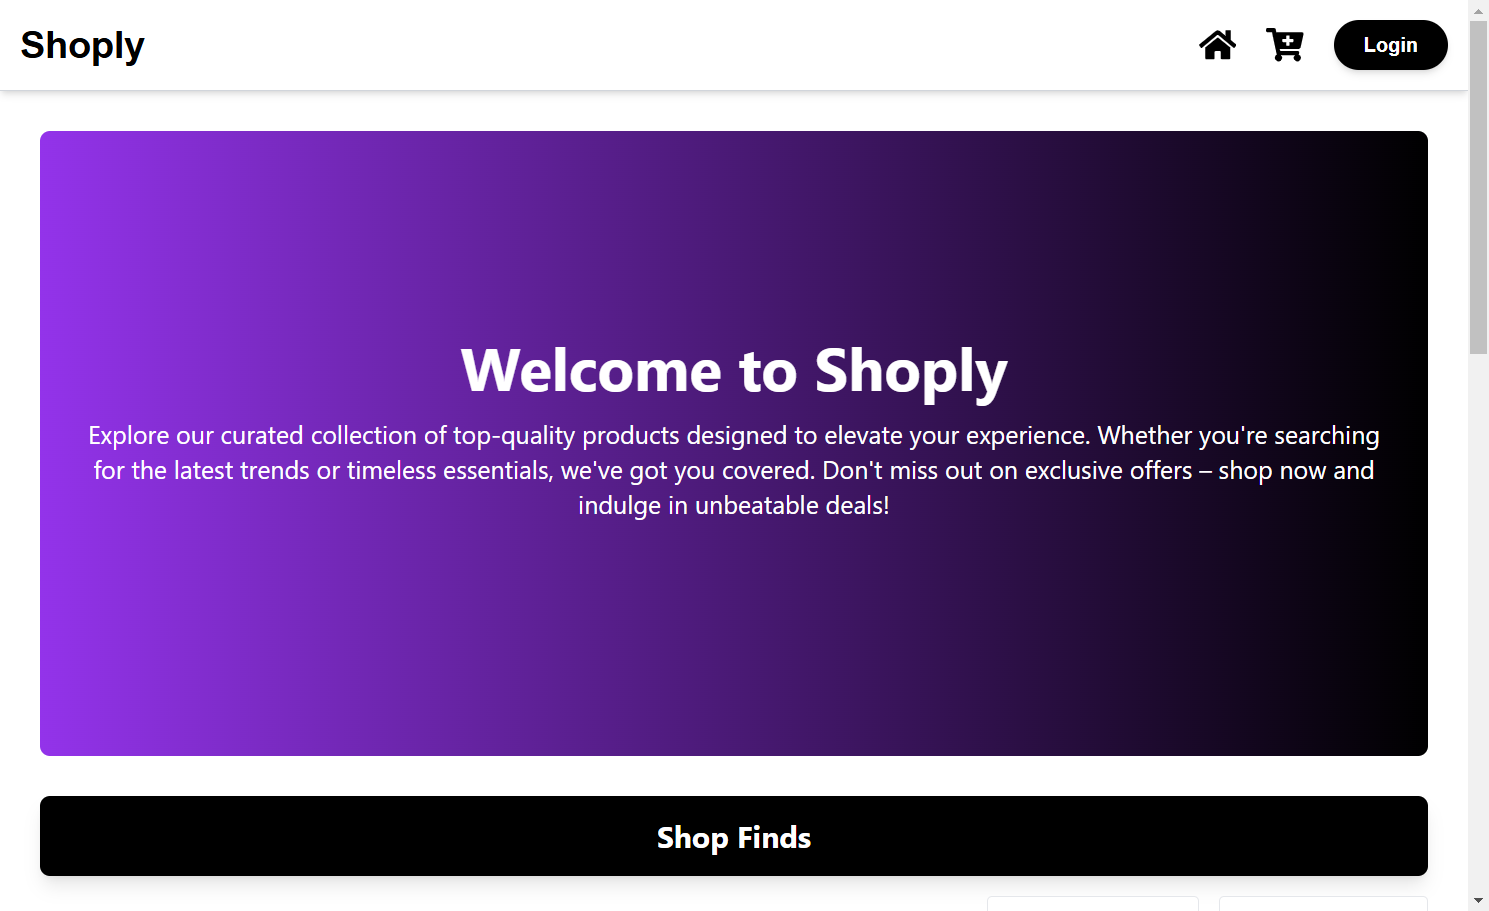 Shoply
Login
Welcome to Shoply
Explore our curated collection of top-quality products designed to elevate your experience. Whether you're searching
for the latest trends or timeless essentials, we've got you covered. Don't miss out on exclusive offers – shop now and
indulge in unbeatable deals!
Shop Finds